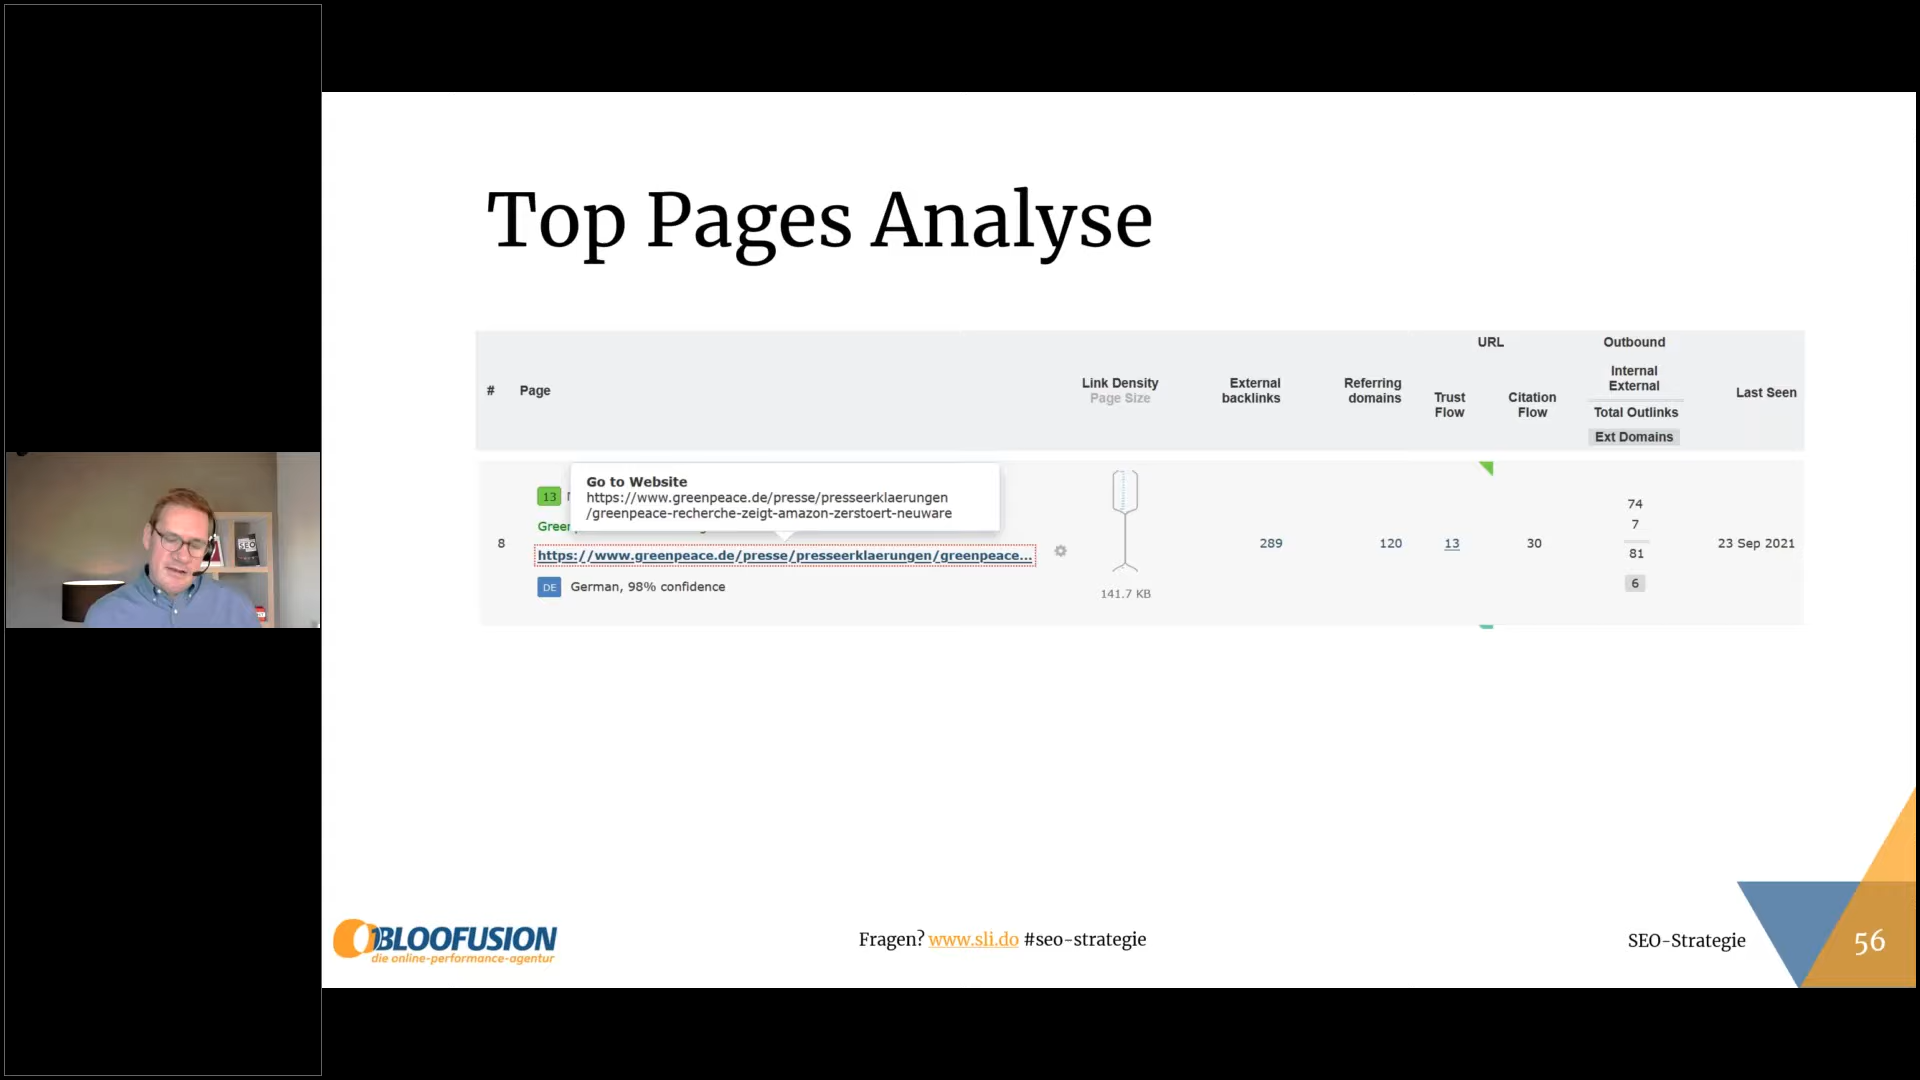 Top Pages Analyse
URL
Outbound
#
Page
Link Density
Page Size
External
backlinks
Referring
domains
Trust
Flow
Citation
Flow
Internal
External
Total Outlinks
Ext Domains
Last Seen
8
13
Go to Website
https://www.greenpeace.de/presse/presseerklaerungen
/greenpeace-recherche-zeigt-amazon-zerstoert-neuware
https://www.greenpeace.de/presse/presseerklaerungen/greenpeace...
DE German, 98% confidence
141.7 KB
289
120
13
30
74
7
81
6
23 Sep 2021
SEO
BLOOFUSION
die online-performance-agentur
Fragen? www.sli.do #seo-strategie
SEO-Strategie
56